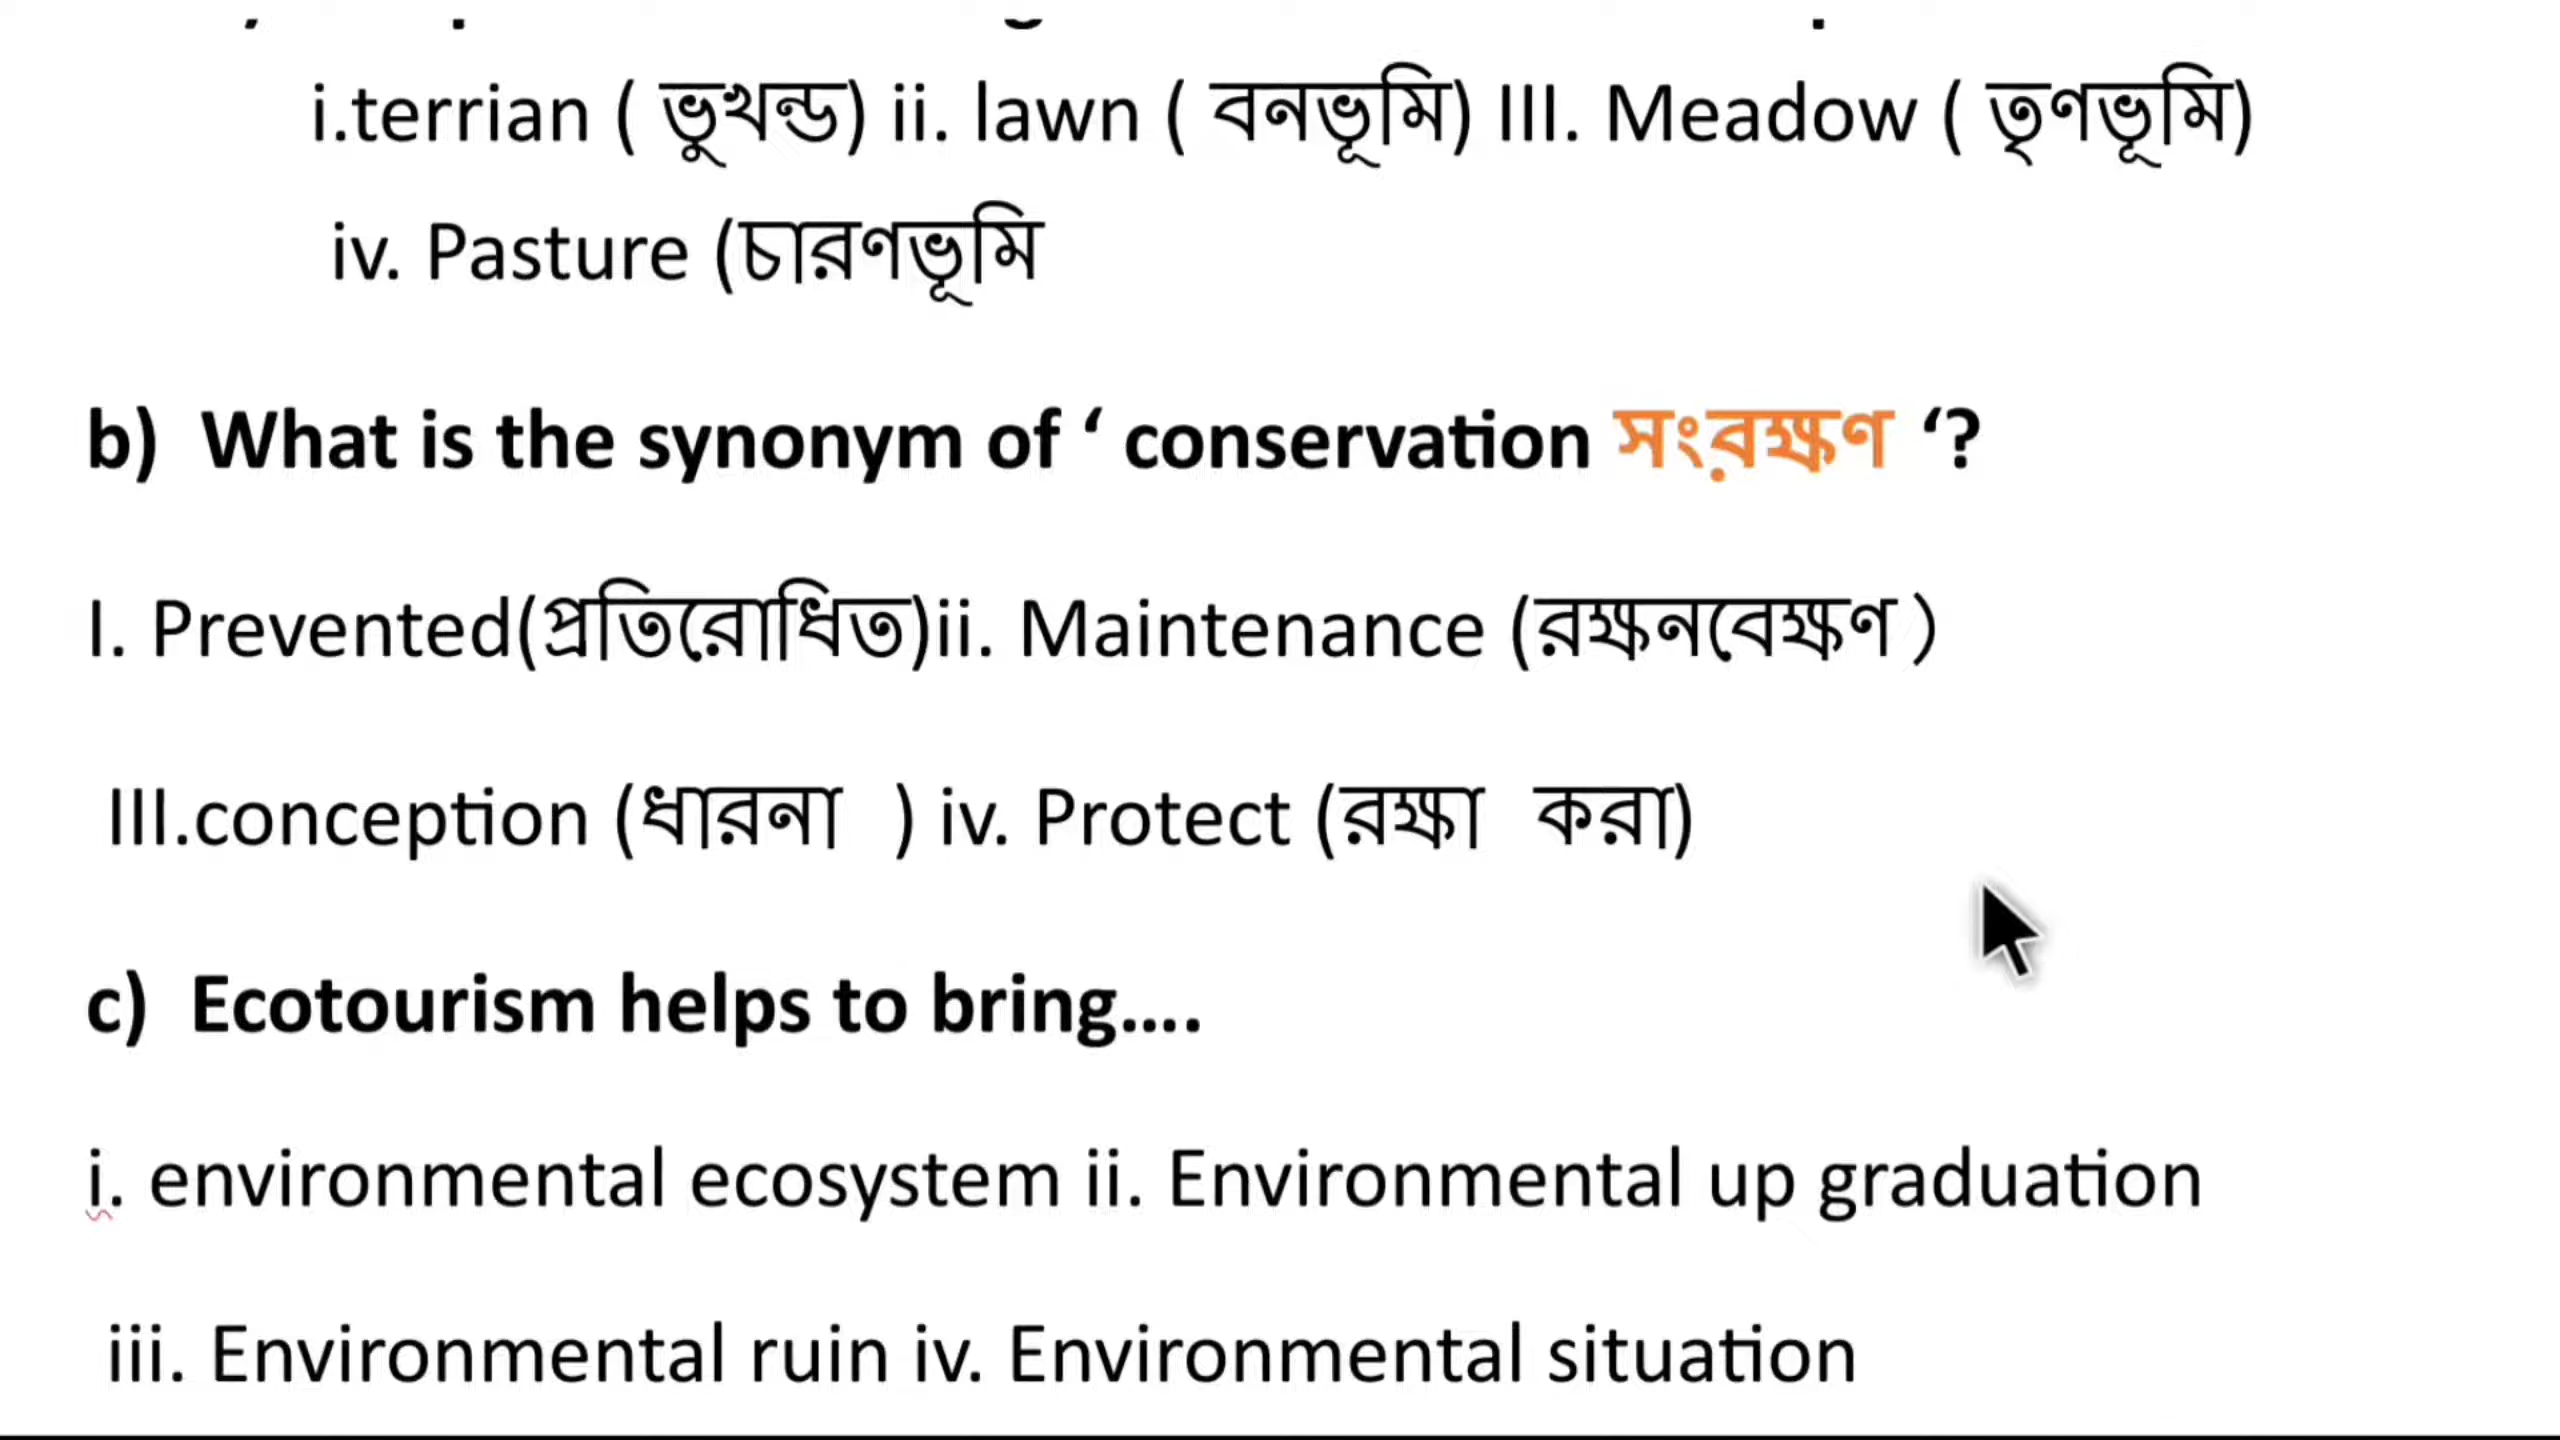 i.terrian ( ভুখন্ড) ii. lawn ( বনভূমি) III. Meadow ( তৃণভূমি)
iv. Pasture (চারণভূমি
b) What is the synonym of ‘ conservation সংরক্ষণ ‘?
I. Prevented(প্রতিরোধিত)ii. Maintenance (রক্ষনবেক্ষণ )
III.conception (ধারনা ) iv. Protect (রক্ষা করা)
c) Ecotourism helps to bring....
i. environmental ecosystem ii. Environmental up graduation
iii. Environmental ruin iv. Environmental situation